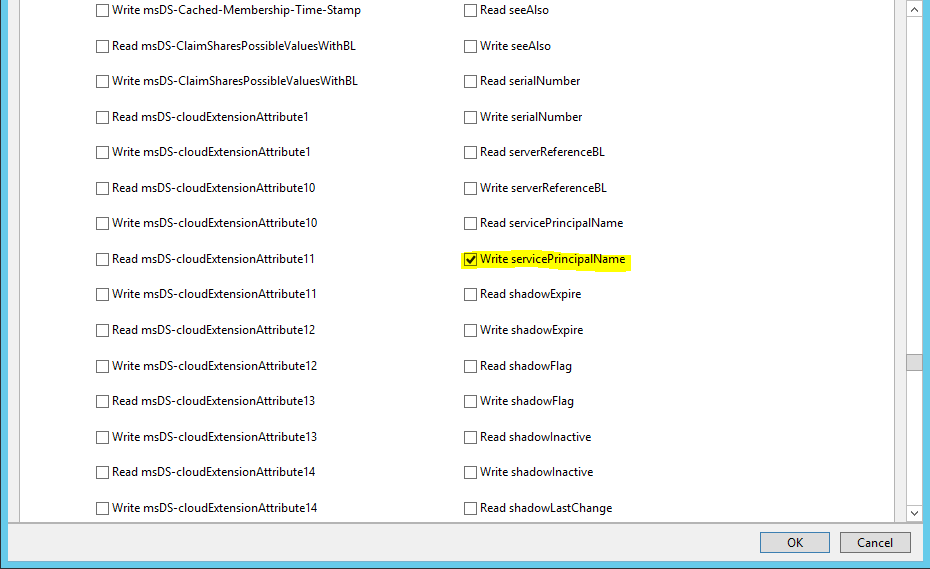 Write msDS-Cached-Membership-Time-Stamp
Read msDS-ClaimSharesPossibleValuesWithBL
Write msDS-ClaimSharesPossibleValuesWithBL
Read msDS-cloudExtensionAttribute1
Write msDS-cloudExtensionAttribute1
Read msDS-cloudExtensionAttribute10
Write msDS-cloudExtensionAttribute10
Read msDS-cloudExtensionAttribute11
Write msDS-cloudExtensionAttribute11
Read msDS-cloudExtensionAttribute12
Write msDS-cloudExtensionAttribute12
Read msDS-cloudExtensionAttribute13
Write msDS-cloudExtensionAttribute13
Read msDS-cloudExtensionAttribute14
Write msDS-cloudExtensionAttribute14
Read seeAlso
Write seeAlso
Read serialNumber
Write serialNumber
Read serverReferenceBL
Write serverReferenceBL
Read servicePrincipalName
Write servicePrincipalName
Read shadowExpire
Write shadowExpire
Read shadowFlag
Write shadowFlag
Read shadowInactive
Write shadowInactive
Read shadowLastChange
OK
Cancel